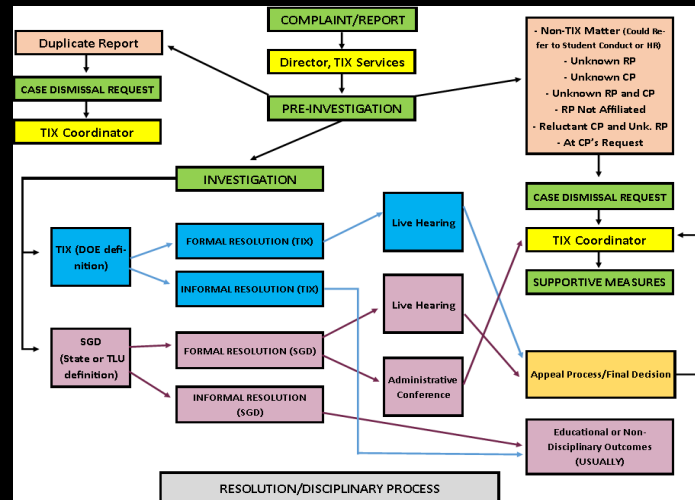 COMPLAINT/REPORT
Director, TIX Services
PRE-INVESTIGATION
Duplicate Report
CASE DISMISSAL REQUEST
TIX Coordinator
- Non-TIX Matter (Could Re-
fer to Student Conduct or HR)
- Unknown RP
- Unknown CP
- Unknown RP and CP
- RP Not Affiliated
- Reluctant CP and Unk. RP
- At CP's Request
CASE DISMISSAL REQUEST
TIX Coordinator
SUPPORTIVE MEASURES
INVESTIGATION
TIX (DOE defi-
nition)
FORMAL RESOLUTION (TIX)
INFORMAL RESOLUTION (TIX)
Live Hearing
SGD
(State or TLU
definition)
FORMAL RESOLUTION (SGD)
INFORMAL RESOLUTION
(SGD)
Live Hearing
Administrative
Conference
Appeal Process/Final Decision
Educational or Non-
Disciplinary Outcomes
(USUALLY)
RESOLUTION/DISCIPLINARY PROCESS